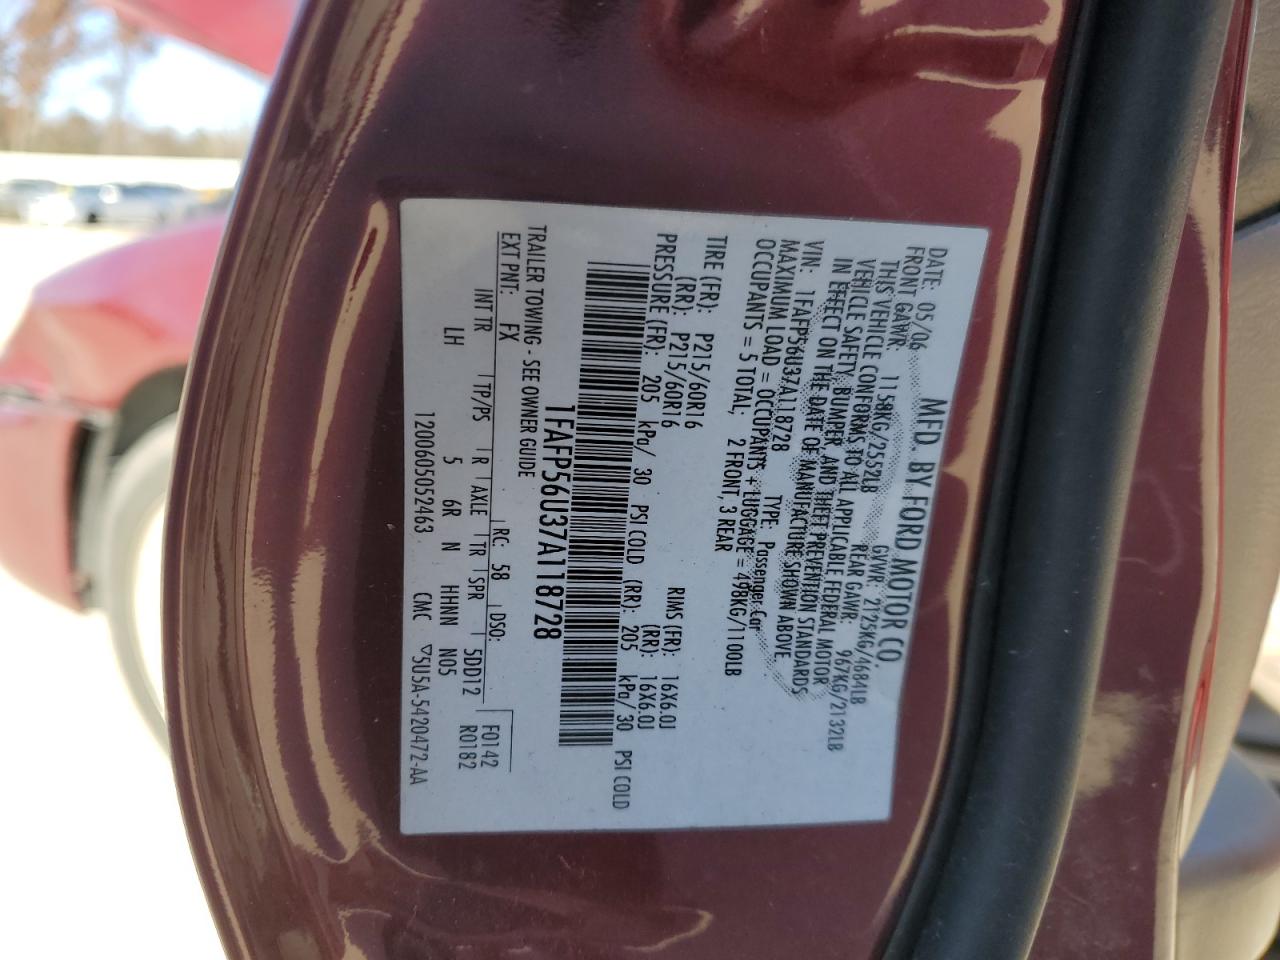 MFD. BY FORD MOTOR CO.
DATE: 05/06 GVWR: 2125KG/4684LB
FRONT GAWR: 1158KG/2552LB REAR GAWR: 967KG/2132LB
THIS VEHICLE CONFORMS TO ALL APPLICABLE FEDERAL MOTOR
VEHICLE SAFETY, BUMPER, AND THEFT PREVENTION STANDARDS
IN EFFECT ON THE DATE OF MANUFACTURE SHOWN ABOVE.
VIN: 1FAFP56U37A118728 TYPE: Passenger Car
MAXIMUM LOAD = OCCUPANTS + LUGGAGE = 498KG/1100LB
OCCUPANTS = 5 TOTAL; 2 FRONT, 3 REAR
TIRE (FR): P215/60R16 RIMS (FR): 16X6.0J
(RR): P215/60R16 (RR): 16X6.0J
PRESSURE (FR): 205 kPa/ 30 PSI COLD (RR): 205 kPa/ 30 PSI COLD
1FAFP56U37A118728
TRAILER TOWING - SEE OWNER GUIDE
EXT PNT: FX RC: 58 DSO: F0142
INT TR TP/PS R AXLE TR SPR 5DD12 R0182
LH 5 6R N HHNN N05
1200605052463 CMC ▽5U5A-5420472-AA